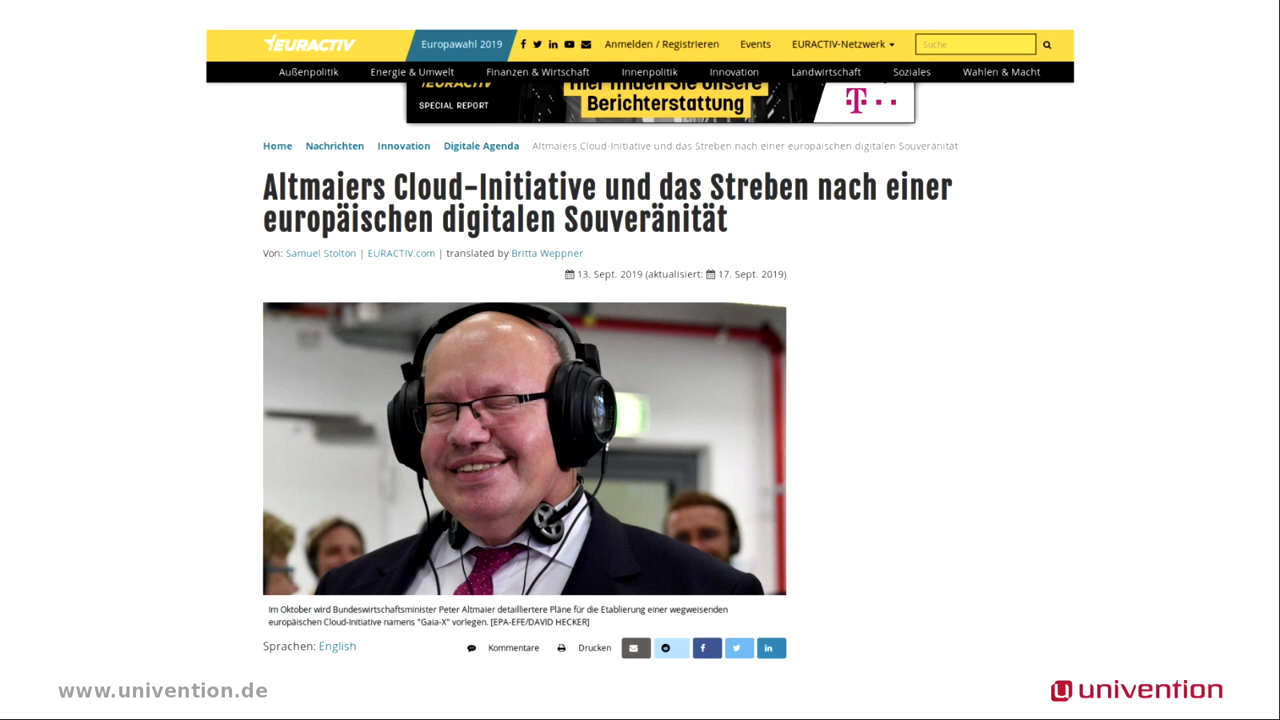 EURACTIV
Europawahl 2019
Anmelden / Registrieren
Events
EURACTIV-Netzwerk
Suche
Außenpolitik
Energie & Umwelt
Finanzen & Wirtschaft
Innenpolitik
Innovation
Landwirtschaft
Soziales
Wahlen & Macht
EURACTIV
SPECIAL REPORT
Hier finden Sie unsere
Berichterstattung
T
Home Nachrichten Innovation Digitale Agenda Altmaiers Cloud-Initiative und das Streben nach einer europäischen digitalen Souveränität
Altmaiers Cloud-Initiative und das Streben nach einer
europäischen digitalen Souveränität
Von: Samuel Stolton | EURACTIV.com | translated by Britta Weppner
13. Sept. 2019 (aktualisiert: 17. Sept. 2019)
Im Oktober wird Bundeswirtschaftsminister Peter Altmaier detailliertere Pläne für die Etablierung einer wegweisenden
europäischen Cloud-Initiative namens "Gaia-X" vorlegen. [EPA-EFE/DAVID HECKER]
Sprachen: English
Kommentare
Drucken
www.univention.de
univention